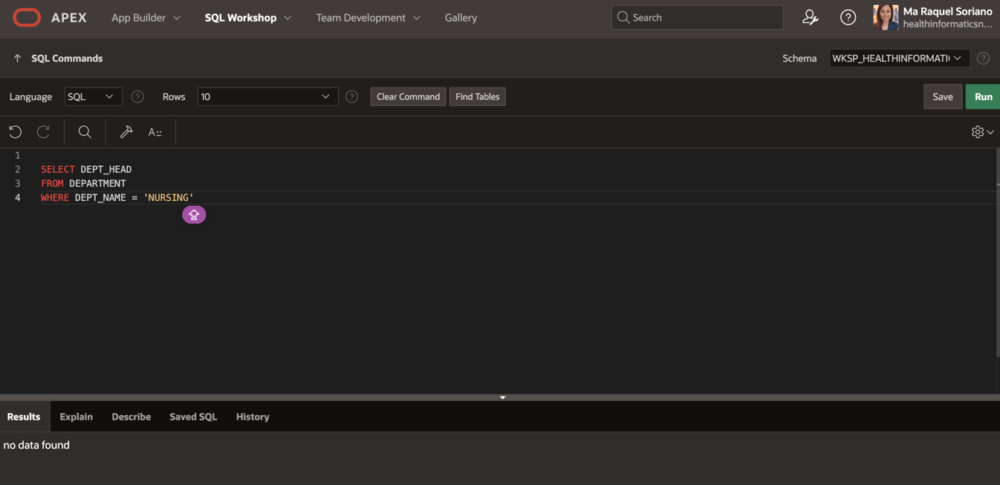 APEX App Builder SQL Workshop Team Development Gallery Search Ma Raquel Soriano
healthinformaticsn...
SQL Commands Schema WKSP_HEALTHINFORMATI
Language SQL Rows 10 Clear Command Find Tables Save Run
A::
1
2 SELECT DEPT_HEAD
3 FROM DEPARTMENT
4 WHERE DEPT_NAME = 'NURSING'
Results Explain Describe Saved SQL History
no data found